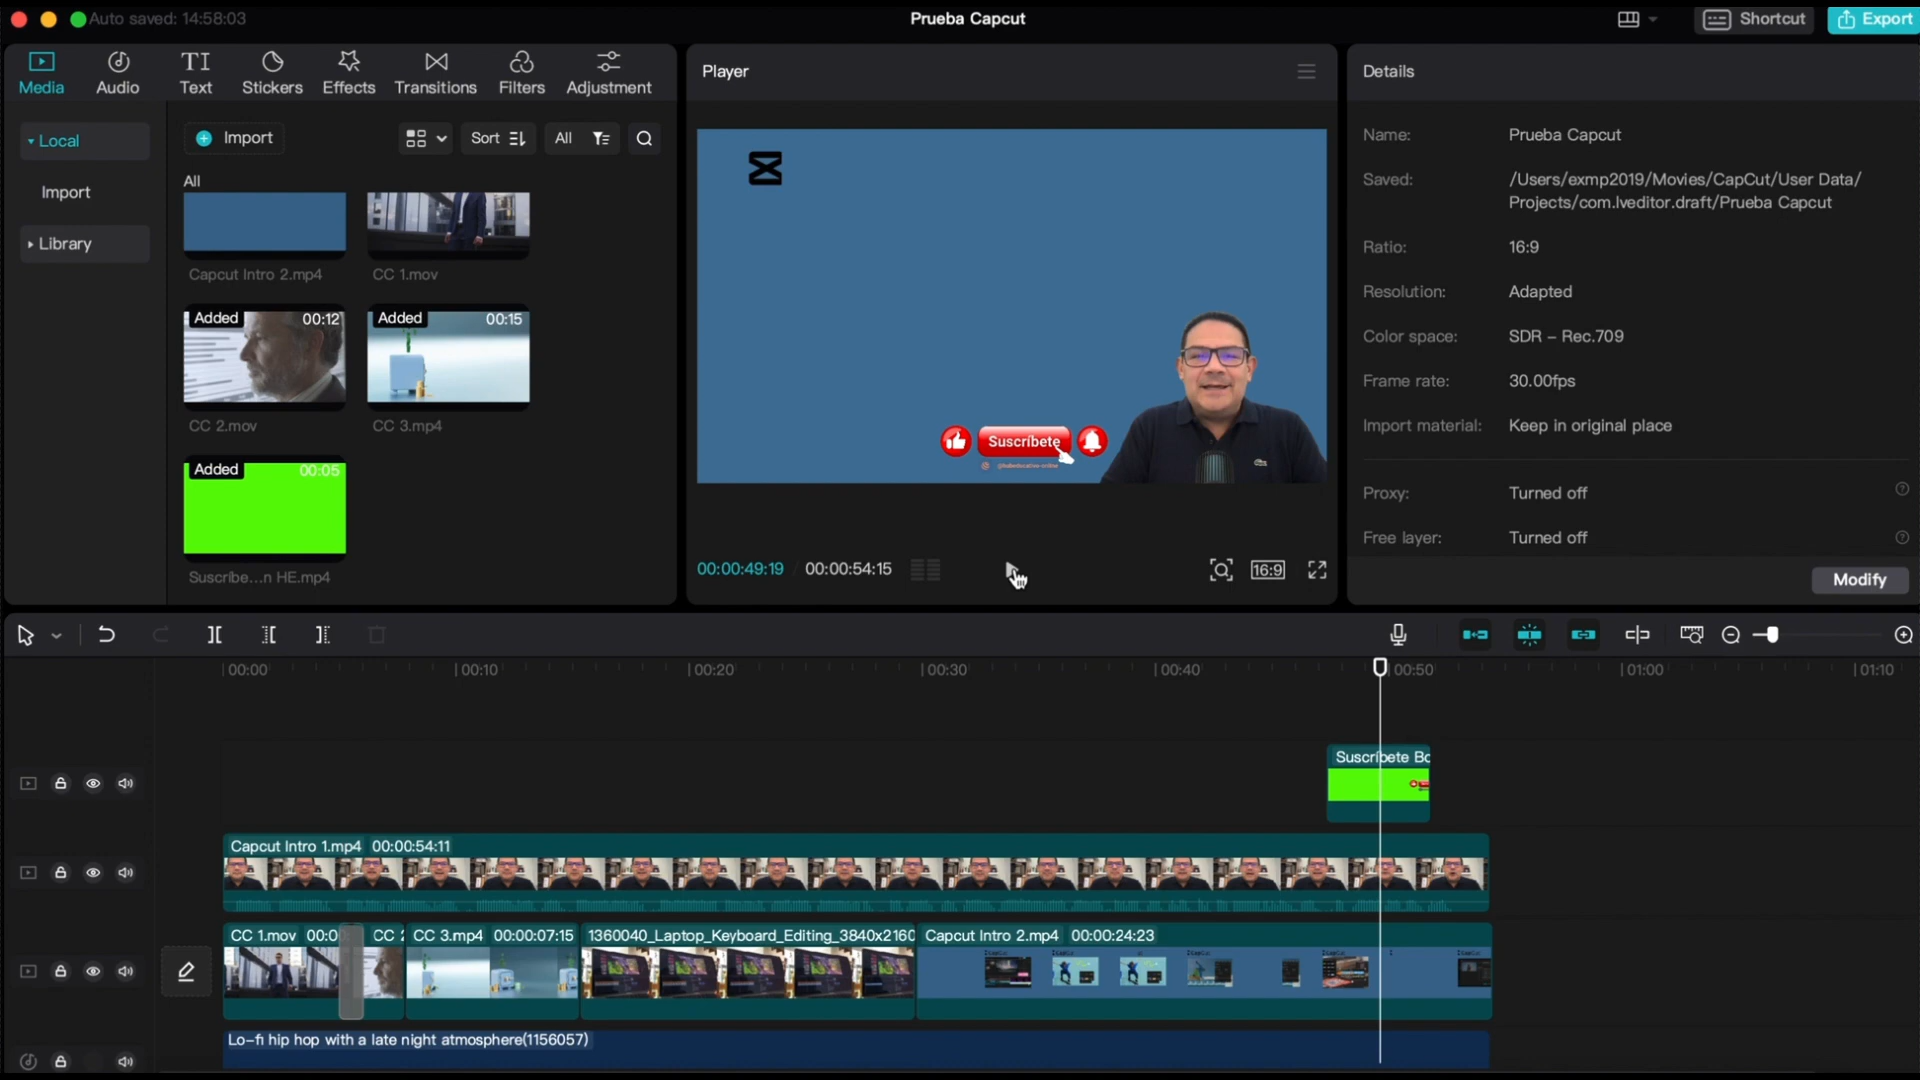 Auto saved: 14:58:03
Prueba Capcut
Shortcut
Export
Media
Audio
TI
Text
Stickers
Effects
Transitions
Filters
Adjustment
Local
Import
Library
Import
Sort
All
All
Capcut Intro 2.mp4
CC 1.mov
Added 00:12
CC 2.mov
Added 00:15
CC 3.mp4
Added 00:05
Suscribe...n HE.mp4
Player
Suscríbete
00:00:49:19 / 00:00:54:15
16:9
Details
Name: Prueba Capcut
Saved: /Users/exmp2019/Movies/CapCut/User Data/
Projects/com.lveditor.draft/Prueba Capcut
Ratio: 16:9
Resolution: Adapted
Color space: SDR – Rec.709
Frame rate: 30.00fps
Import material: Keep in original place
Proxy: Turned off
Free layer: Turned off
Modify
00:00
00:10
00:20
00:30
00:40
00:50
01:00
01:10
Suscríbete Bo
Capcut Intro 1.mp4 00:00:54:11
CC 1.mov 00:0
CC 2
CC 3.mp4 00:00:07:15
1360040_Laptop_Keyboard_Editing_3840x2160
Capcut Intro 2.mp4 00:00:24:23
Lo-fi hip hop with a late night atmosphere(1156057)